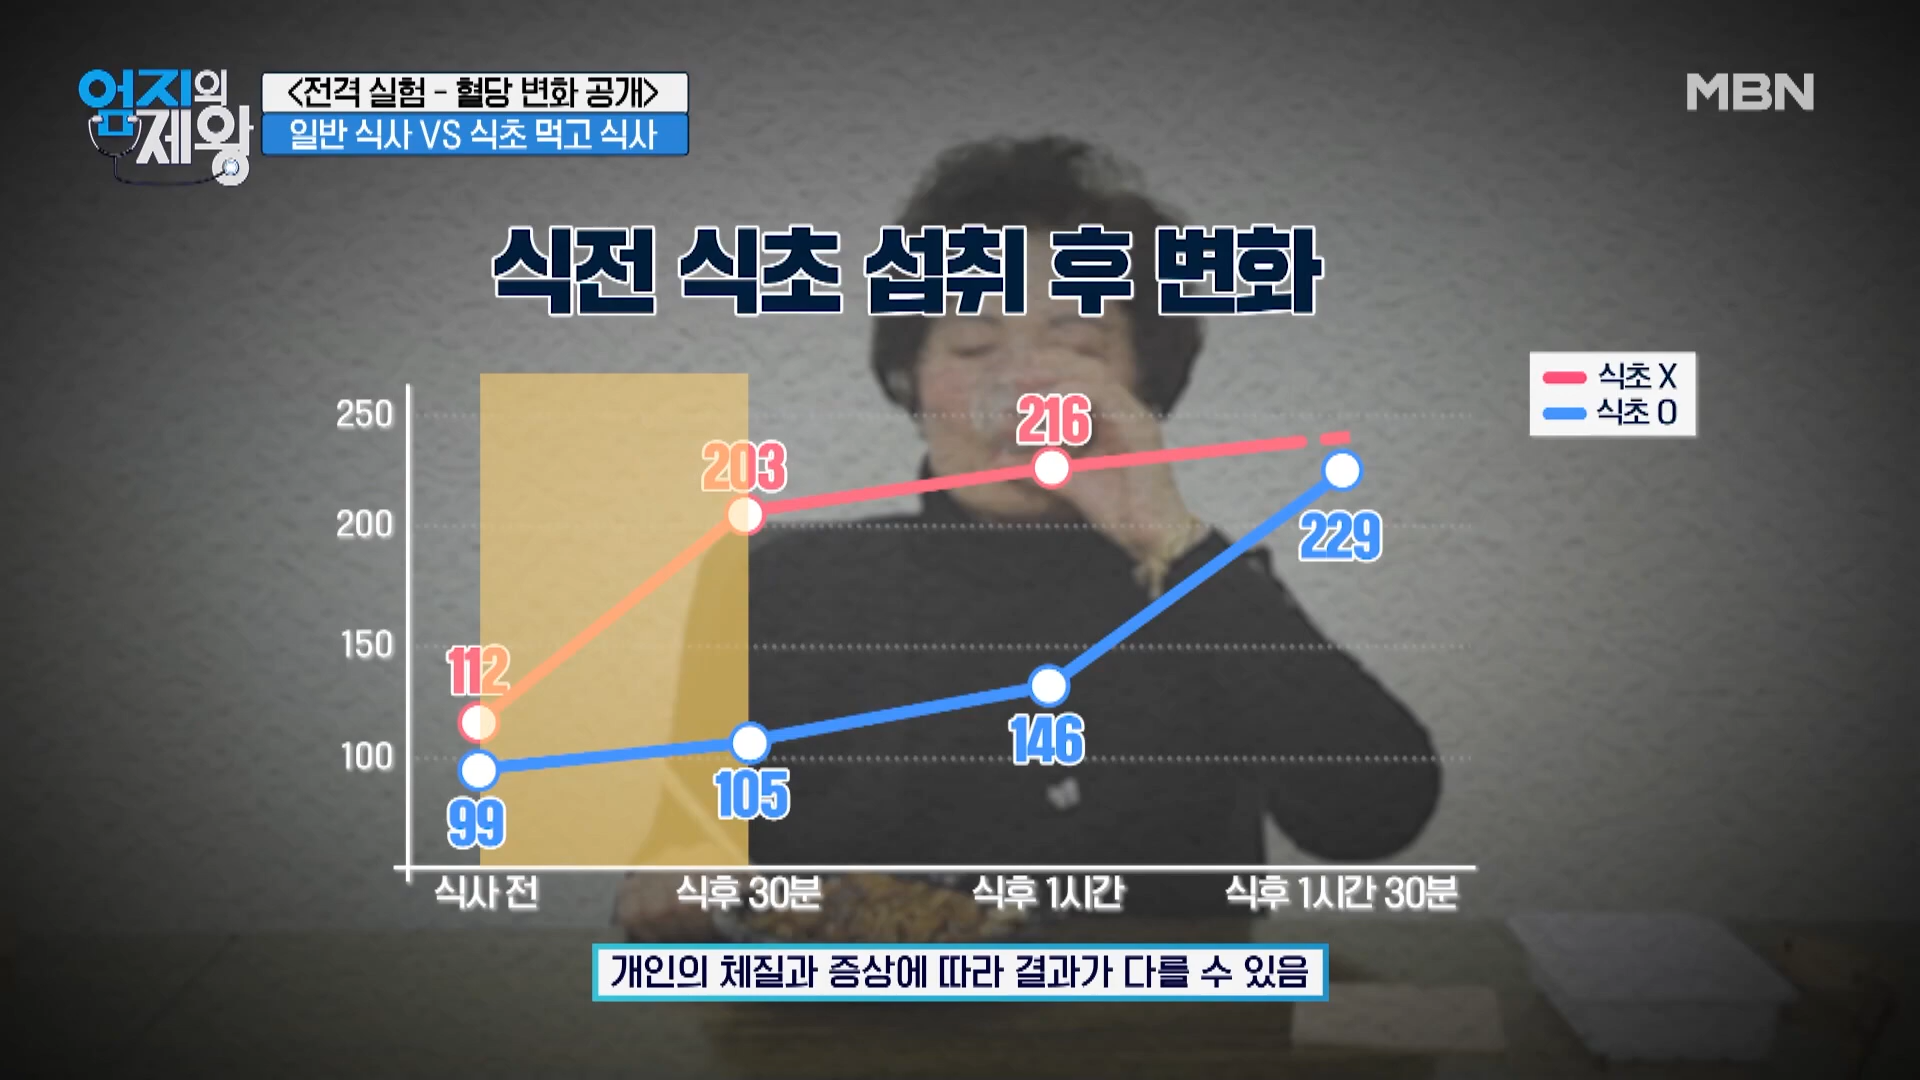 엄지의
제왕
<전격 실험 - 혈당 변화 공개>
일반 식사 VS 식초 먹고 식사
MBN
식전 식초 섭취 후 변화
식초 X
식초 O
250
200
150
100
112
203
216
99
105
146
229
식사 전
식후 30분
식후 1시간
식후 1시간 30분
개인의 체질과 증상에 따라 결과가 다를 수 있음